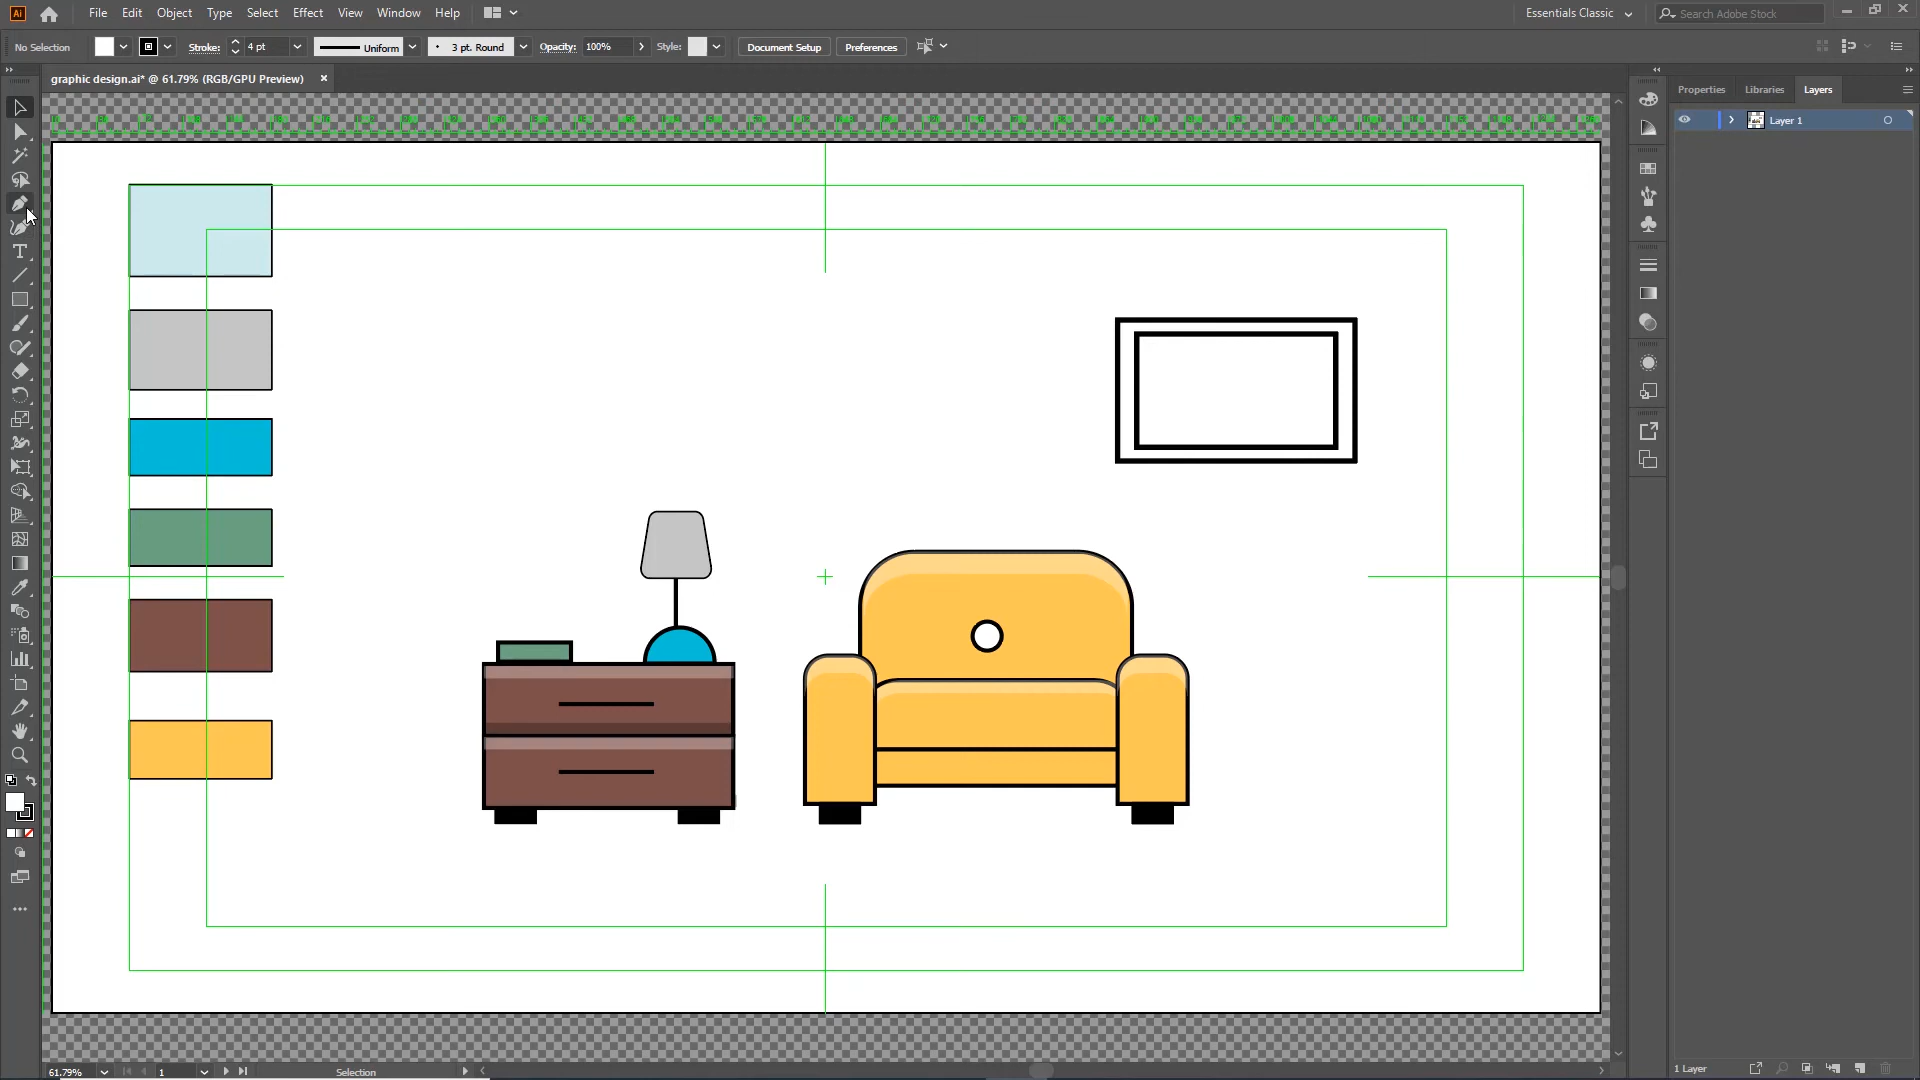 Ai File Edit Object Type Select Effect View Window Help Essentials Classic Search Adobe Stock
No Selection Stroke: 4 pt Uniform 3 pt. Round Opacity: 100% Style: Document Setup Preferences
graphic design.ai* @ 61.79% (RGB/GPU Preview) ×
Properties Libraries Layers
Layer 1
61.79% 1 Selection
1 Layer